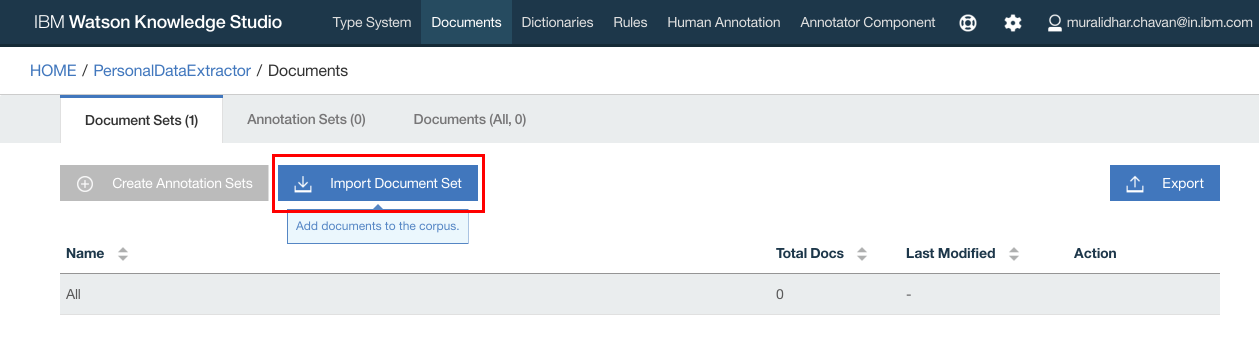 IBM Watson Knowledge Studio Type System Documents Dictionaries Rules Human Annotation Annotator Component muralidhar.chavan@in.ibm.com
HOME / PersonalDataExtractor / Documents
Document Sets (1) Annotation Sets (0) Documents (All, 0)
Create Annotation Sets Import Document Set Export
Add documents to the corpus.
Name Total Docs Last Modified Action
All 0 -